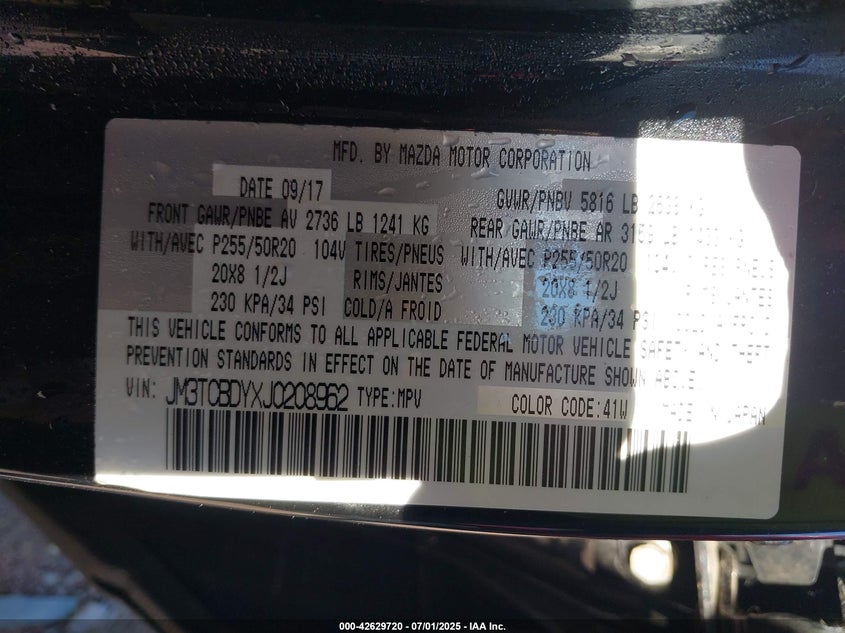 MFD. BY MAZDA MOTOR CORPORATION
DATE 09/17
GVWR/PNBV 5816 LB
FRONT GAWR/PNBE AV 2736 LB 1241 KG
REAR GAWR/PNBE AR
WITH/AVEC P255/50R20 104V TIRES/PNEUS WITH/AVEC P255/50R20
20X8 1/2J RIMS/JANTES 20X8 1/2J
230 KPA/34 PSI COLD/A FROID 230 KPA/34 PSI
THIS VEHICLE CONFORMS TO ALL APPLICABLE FEDERAL MOTOR VEHICLE
PREVENTION STANDARDS IN EFFECT ON THE DATE OF MANUFACTURE SHOWN
VIN: JM3TCBDYXJ0208962 TYPE:MPV COLOR CODE:41W
000-42629720 - 07/01/2025 - IAA Inc.